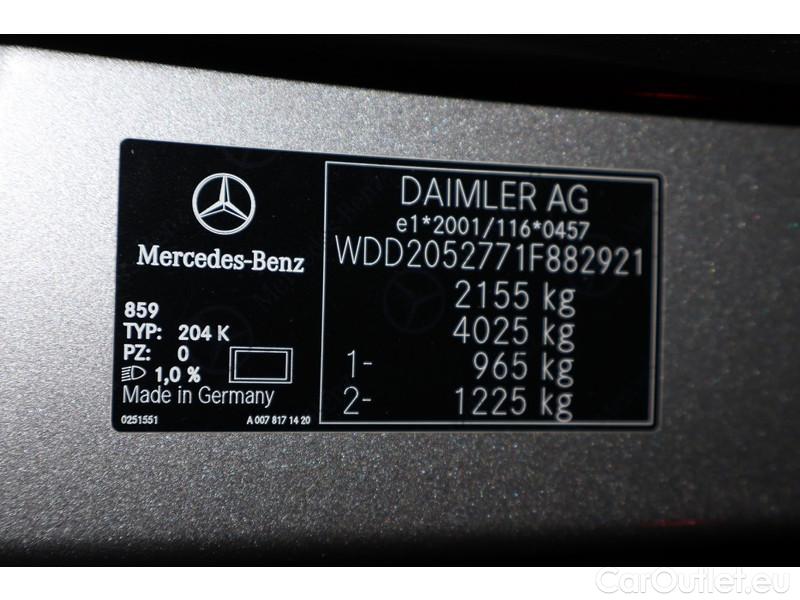 Mercedes-Benz
859
TYP: 204 K
PZ: 0
1,0 %
Made in Germany
0251551 A 007 817 14 20
DAIMLER AG
e1*2001/116*0457
WDD2052771F882921
2155 kg
4025 kg
1- 965 kg
2- 1225 kg
CarOutlet.eu